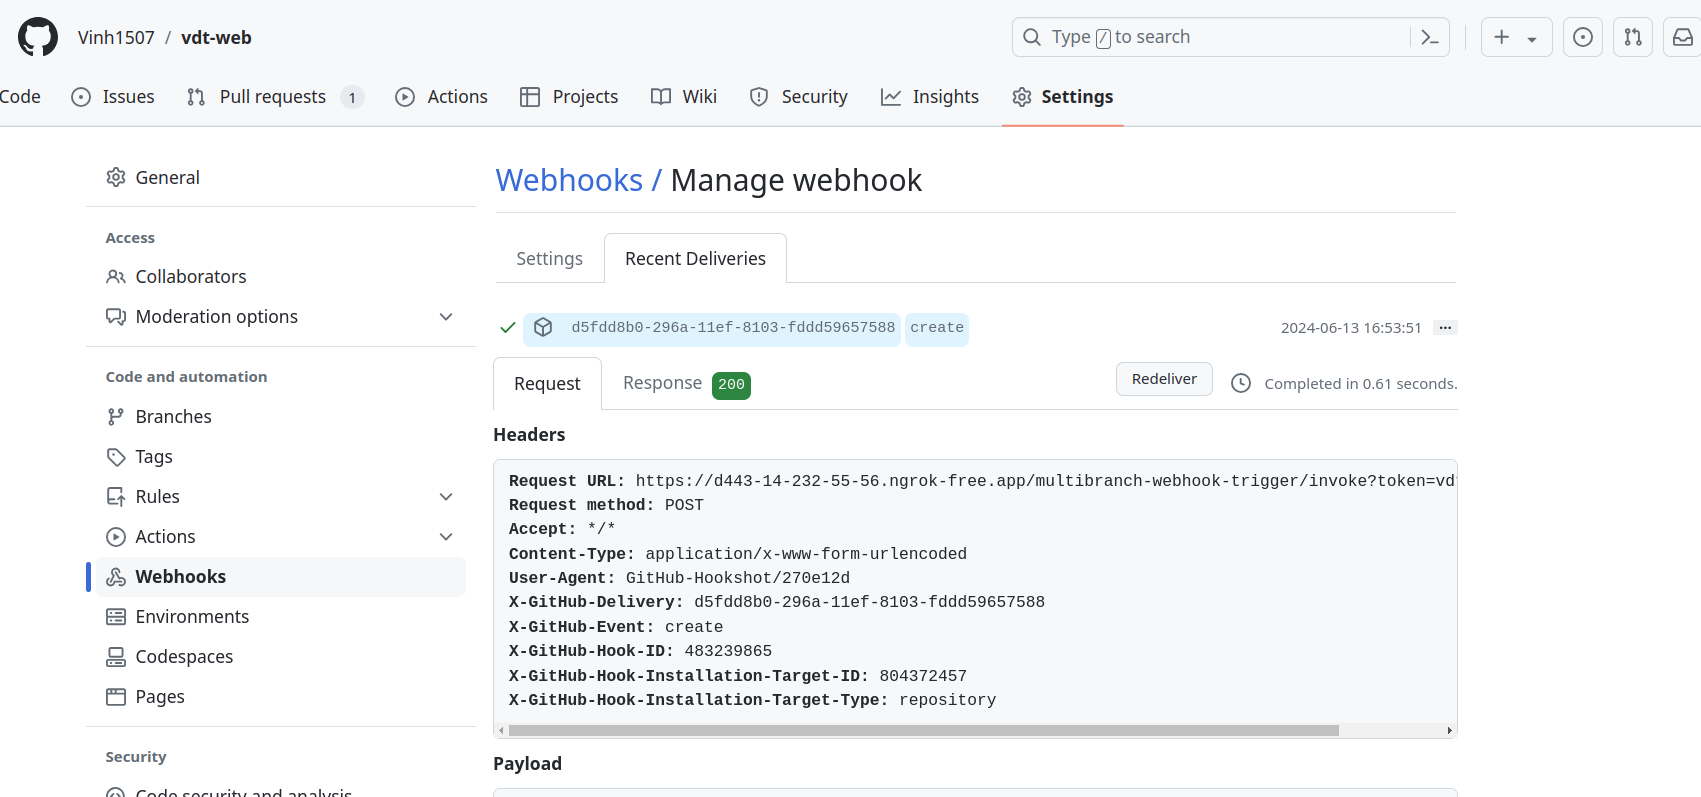 Vinh1507 / vdt-web
Type / to search
Code Issues Pull requests 1 Actions Projects Wiki Security Insights Settings
General
Access
Collaborators
Moderation options
Code and automation
Branches
Tags
Rules
Actions
Webhooks
Environments
Codespaces
Pages
Security
Code security and analysis
Webhooks / Manage webhook
Settings Recent Deliveries
d5fdd8b0-296a-11ef-8103-fddd59657588 create 2024-06-13 16:53:51
Request Response 200 Redeliver Completed in 0.61 seconds.
Headers
Request URL: https://d443-14-232-55-56.ngrok-free.app/multibranch-webhook-trigger/invoke?token=vd
Request method: POST
Accept: */*
Content-Type: application/x-www-form-urlencoded
User-Agent: GitHub-Hookshot/270e12d
X-GitHub-Delivery: d5fdd8b0-296a-11ef-8103-fddd59657588
X-GitHub-Event: create
X-GitHub-Hook-ID: 483239865
X-GitHub-Hook-Installation-Target-ID: 804372457
X-GitHub-Hook-Installation-Target-Type: repository
Payload